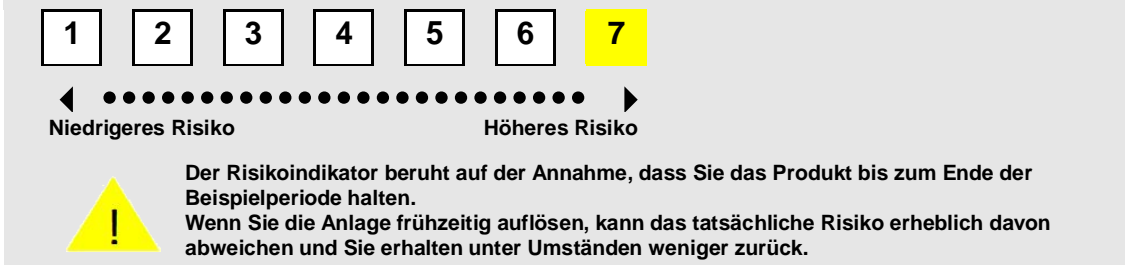 1 2 3 4 5 6 7
Niedrigeres Risiko Höheres Risiko
Der Risikoindikator beruht auf der Annahme, dass Sie das Produkt bis zum Ende der
Beispielperiode halten.
Wenn Sie die Anlage frühzeitig auflösen, kann das tatsächliche Risiko erheblich davon
abweichen und Sie erhalten unter Umständen weniger zurück.
!